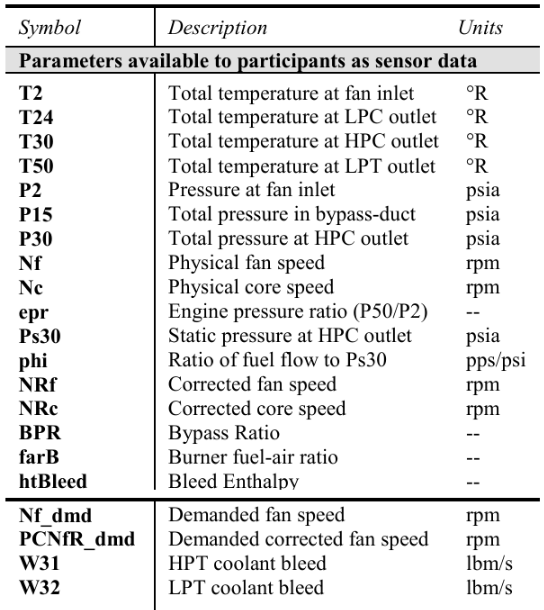 Symbol Description Units
Parameters available to participants as sensor data
T2 Total temperature at fan inlet °R
T24 Total temperature at LPC outlet °R
T30 Total temperature at HPC outlet °R
T50 Total temperature at LPT outlet °R
P2 Pressure at fan inlet psia
P15 Total pressure in bypass-duct psia
P30 Total pressure at HPC outlet psia
Nf Physical fan speed rpm
Nc Physical core speed rpm
epr Engine pressure ratio (P50/P2) --
Ps30 Static pressure at HPC outlet psia
phi Ratio of fuel flow to Ps30 pps/psi
NRf Corrected fan speed rpm
NRc Corrected core speed rpm
BPR Bypass Ratio --
farB Burner fuel-air ratio --
htBleed Bleed Enthalpy --
Nf_dmd Demanded fan speed rpm
PCNfR_dmd Demanded corrected fan speed rpm
W31 HPT coolant bleed lbm/s
W32 LPT coolant bleed lbm/s